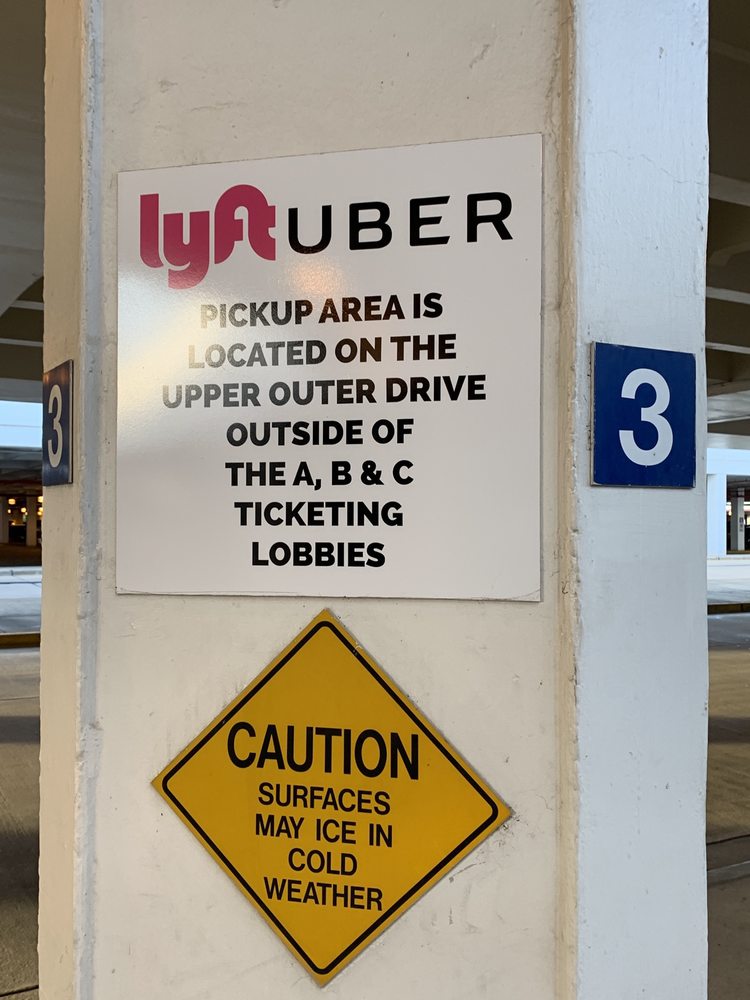 lyft UBER
PICKUP AREA IS
LOCATED ON THE
UPPER OUTER DRIVE
OUTSIDE OF
THE A, B & C
TICKETING
LOBBIES
3
3
CAUTION
SURFACES
MAY ICE IN
COLD
WEATHER